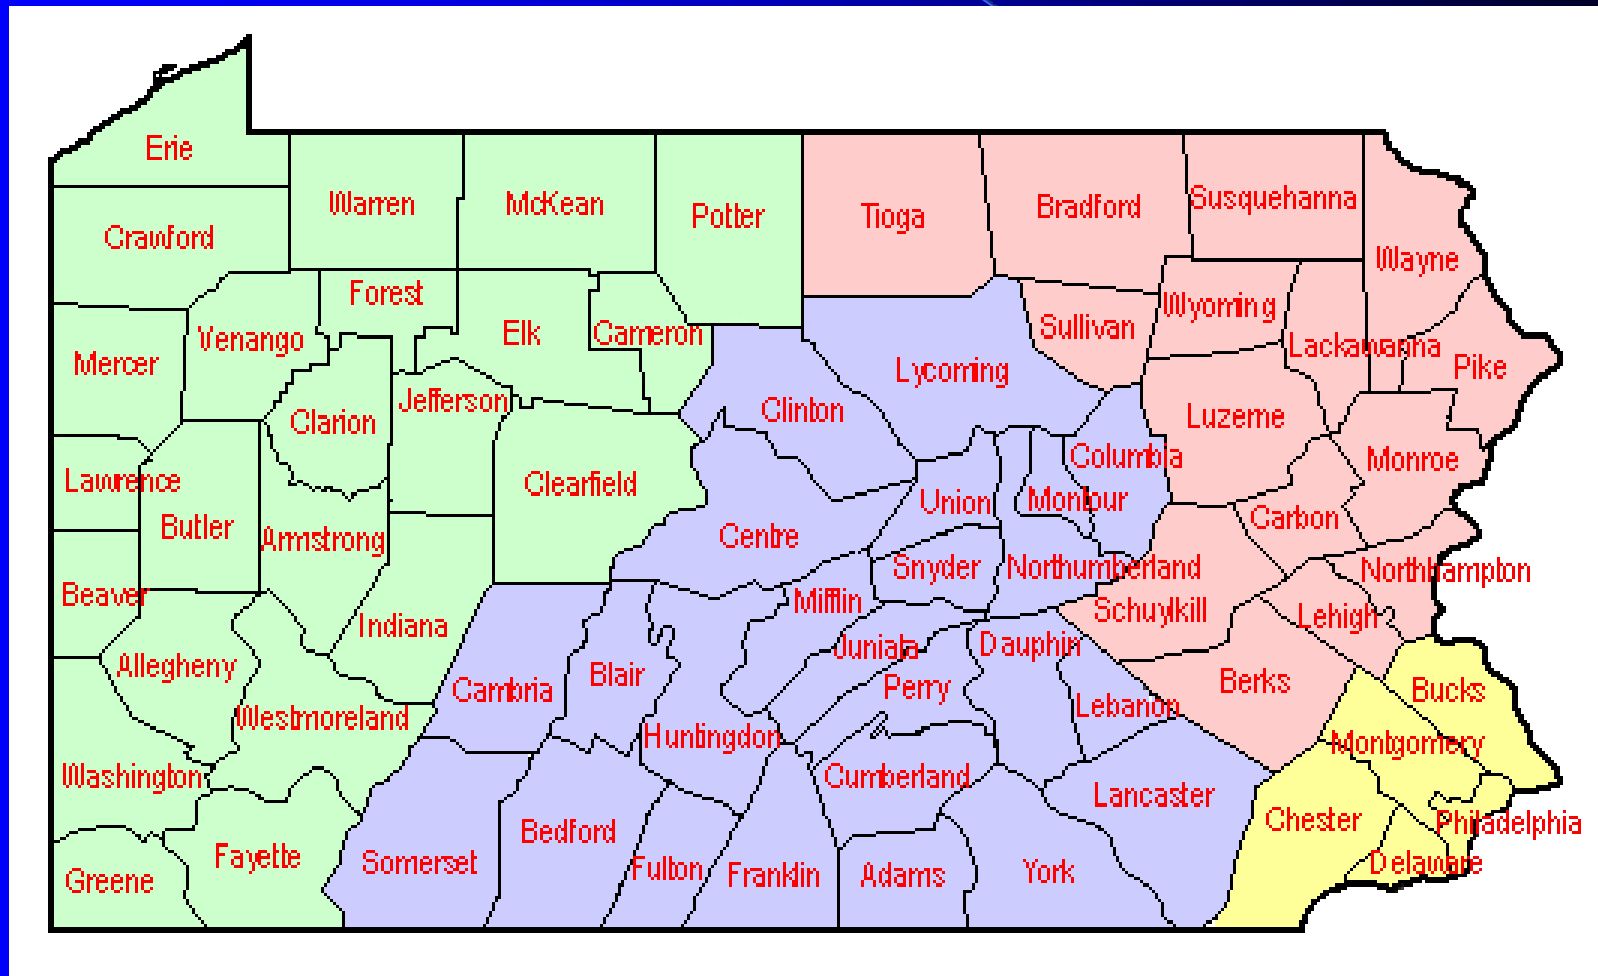 Erie
Warren
McKean
Potter
Tioga
Bradford
Susquehanna
Wayne
Crawford
Forest
Venango
Elk
Cameron
Sullivan
Wyoming
Lackawanna
Pike
Mercer
Jefferson
Clarion
Lycoming
Clinton
Luzerne
Columbia
Monroe
Lawrence
Clearfield
Union
Montour
Butler
Armstrong
Centre
Carbon
Beaver
Snyder
Northumberland
Northampton
Mifflin
Schuylkill
Lehigh
Indiana
Juniata
Dauphin
Allegheny
Cambria
Blair
Perry
Berks
Bucks
Westmoreland
Huntingdon
Lebanon
Montgomery
Washington
Cumberland
Lancaster
Chester
Philadelphia
Greene
Fayette
Somerset
Bedford
Fulton
Franklin
Adams
York
Delaware